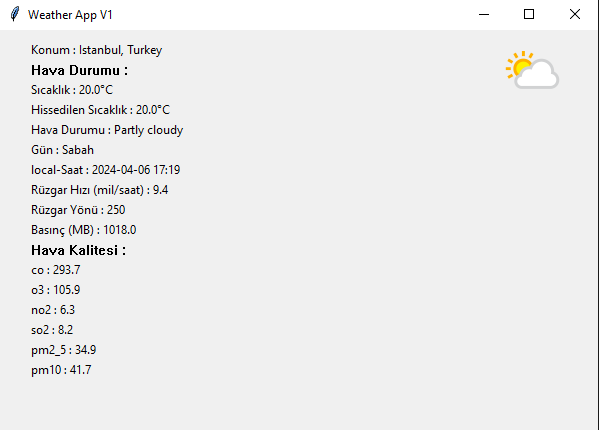 Weather App V1
Konum : Istanbul, Turkey
Hava Durumu :
Sıcaklık : 20.0°C
Hissedilen Sıcaklık : 20.0°C
Hava Durumu : Partly cloudy
Gün : Sabah
local-Saat : 2024-04-06 17:19
Rüzgar Hızı (mil/saat) : 9.4
Rüzgar Yönü : 250
Basınç (MB) : 1018.0
Hava Kalitesi :
co : 293.7
o3 : 105.9
no2 : 6.3
so2 : 8.2
pm2_5 : 34.9
pm10 : 41.7